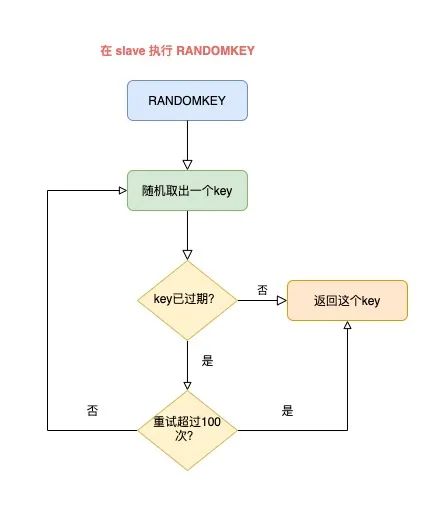 在 slave 执行 RANDOMKEY
RANDOMKEY
随机取出一个key
key已过期?
否
返回这个key
是
否
重试超过100
次?
是